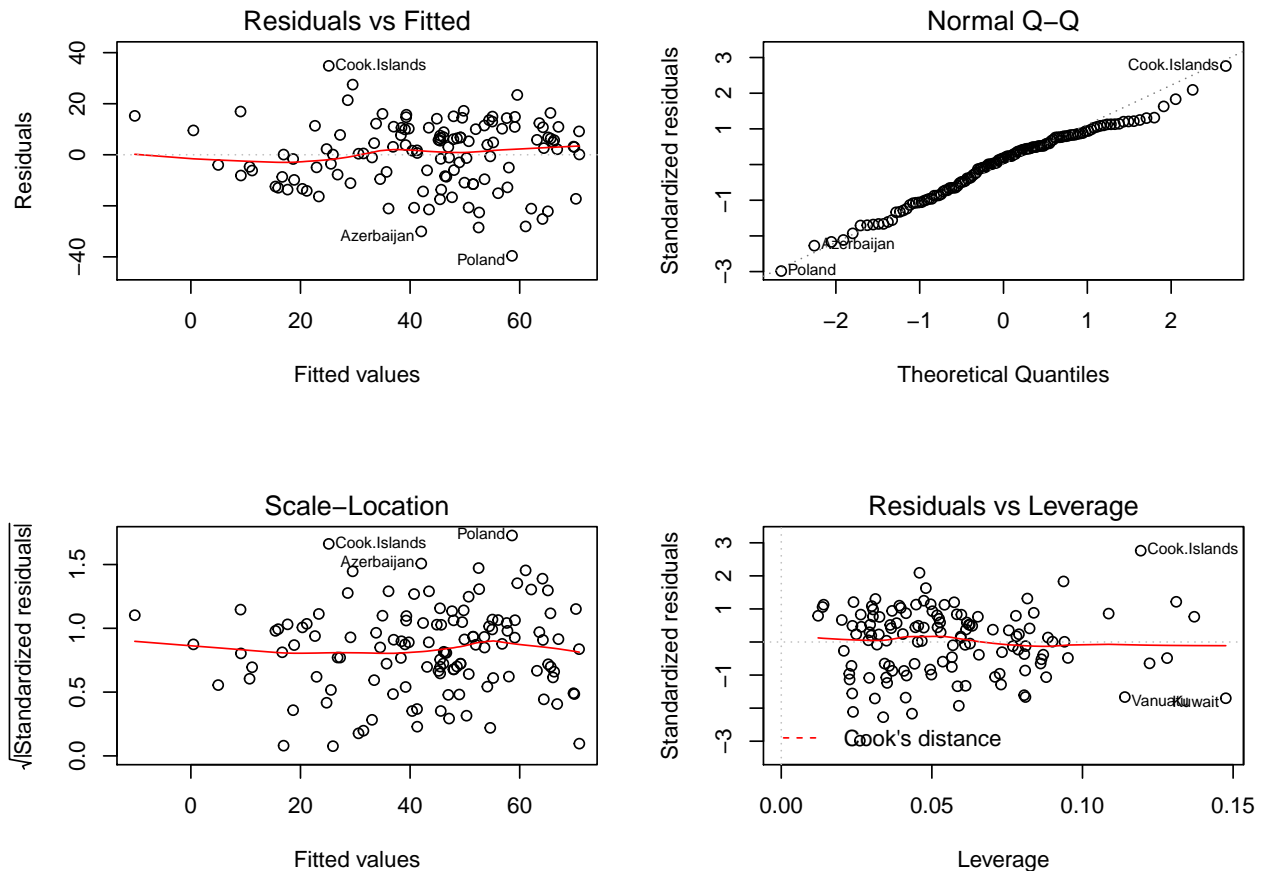 Residuals vs Fitted
Residuals
40
20
0
−40
Cook.Islands
Azerbaijan
Poland
0 20 40 60
Fitted values
Normal Q−Q
Standardized residuals
3
2
1
−1
−3
Cook.Islands
Azerbaijan
Poland
−2 −1 0 1 2
Theoretical Quantiles
Scale−Location
√|Standardized residuals|
1.5
1.0
0.5
0.0
Poland
Cook.Islands
Azerbaijan
0 20 40 60
Fitted values
Residuals vs Leverage
Standardized residuals
3
2
1
−1
−3
Cook.Islands
Vanuatu
Kuwait
Cook's distance
0.00 0.05 0.10 0.15
Leverage